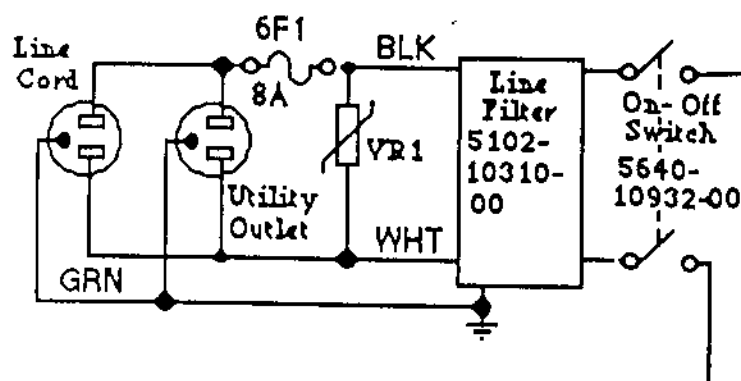 Line
Cord
6F1
8A
BLK
VR1
Utility
Outlet
WHT
GRN
Line
Filter
5102-
10310-
00
On-Off
Switch
5640-
10932-00